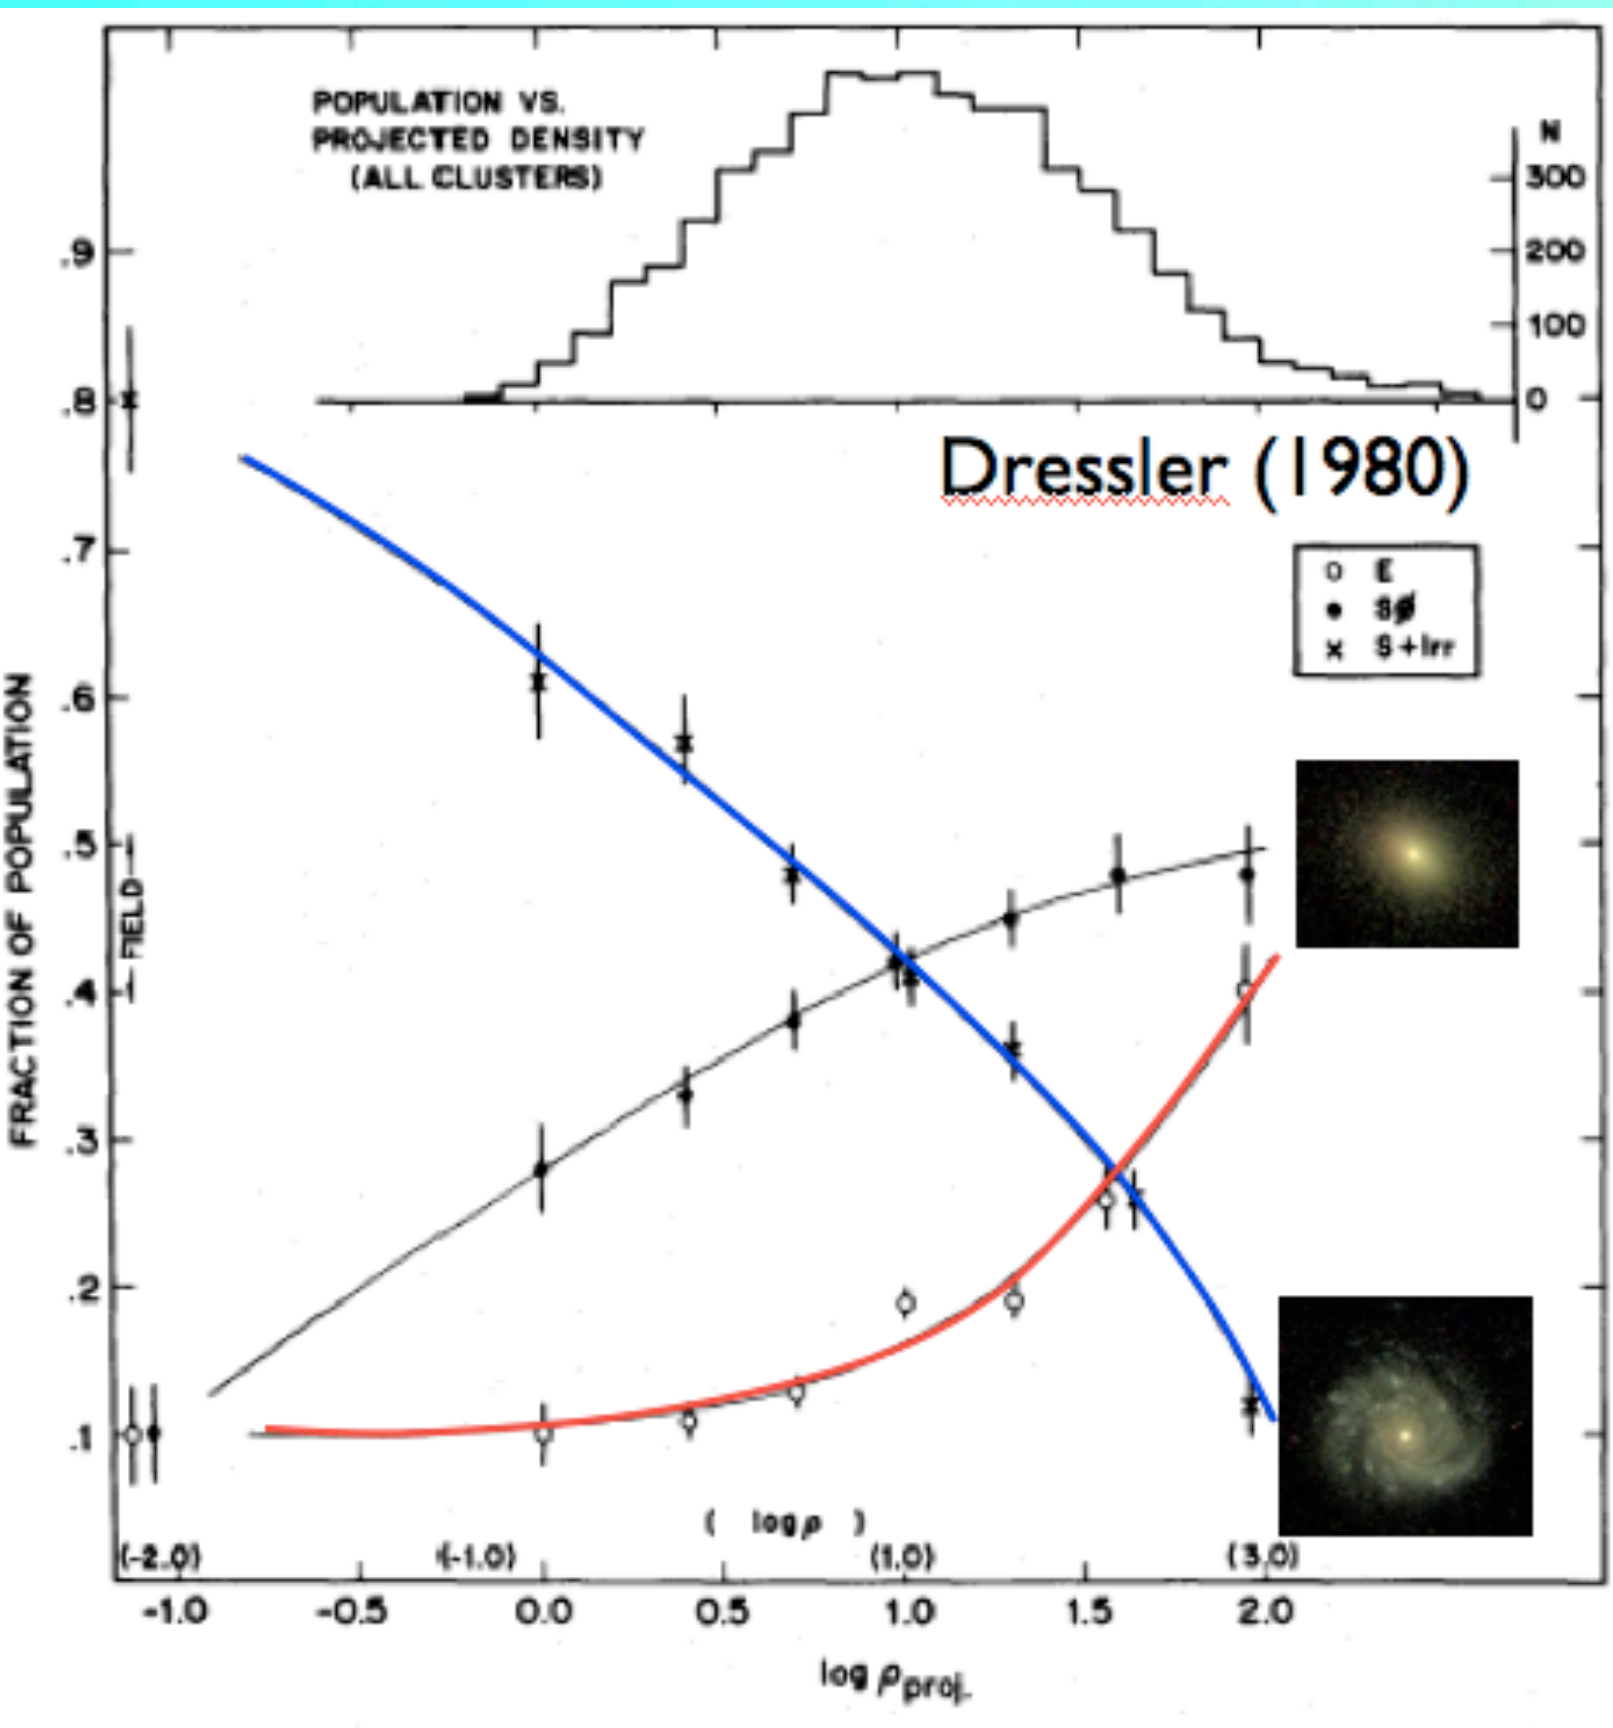 POPULATION VS.
PROJECTED DENSITY
(ALL CLUSTERS)
N
300
200
100
0
Dressler (1980)
E
SØ
S+Irr
.9
.8
.7
.6
.5
.4
.3
.2
.1
FRACTION OF POPULATION
FIELD
( log ρ )
(-2.0) (-1.0) (1.0) (3.0)
-1.0 -0.5 0.0 0.5 1.0 1.5 2.0
log ρ proj.